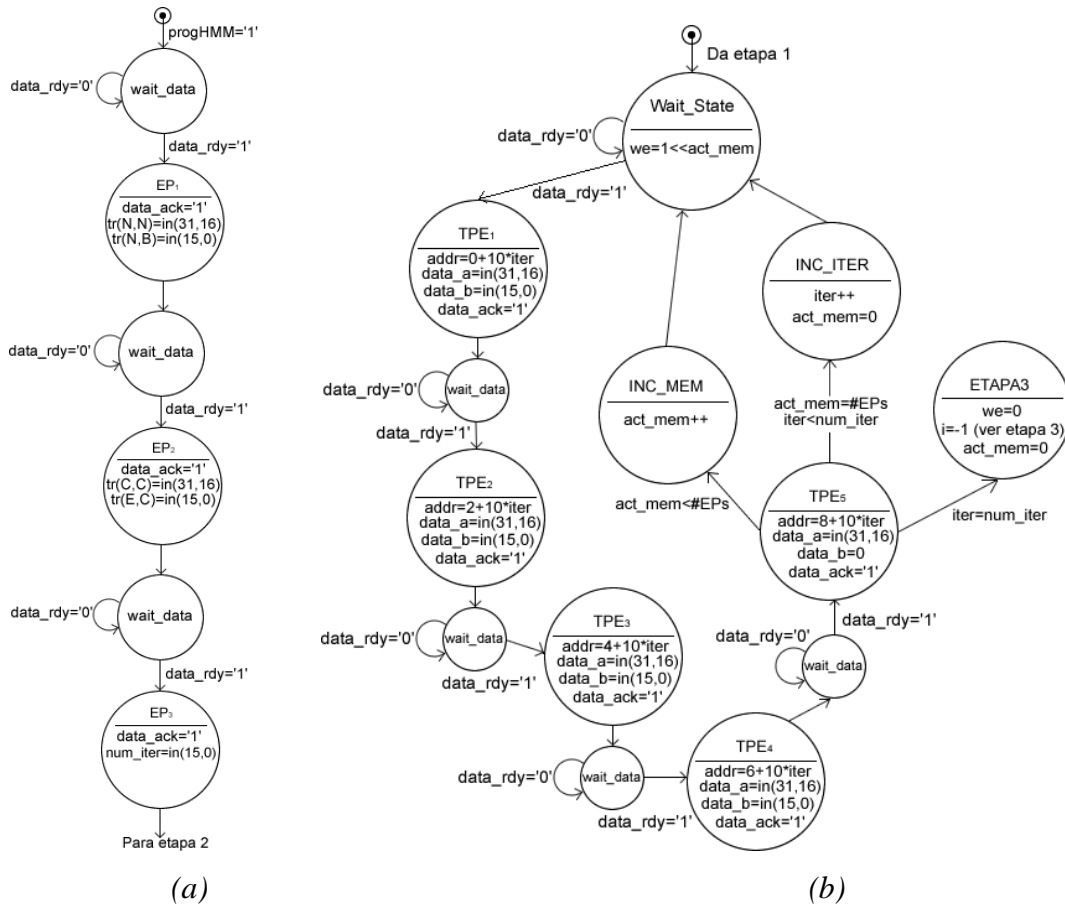 progHMM='1'
data_rdy='0'
wait_data
data_rdy='1'
EP₁
data_ack='1'
tr(N,N)=in(31,16)
tr(N,B)=in(15,0)
data_rdy='0'
wait_data
data_rdy='1'
EP₂
data_ack='1'
tr(C,C)=in(31,16)
tr(E,C)=in(15,0)
data_rdy='0'
wait_data
data_rdy='1'
EP₃
data_ack='1'
num_iter=in(15,0)
Para etapa 2
(a)
Da etapa 1
Wait_State
we=1<<act_mem
data_rdy='0'
data_rdy='1'
TPE₁
addr=0+10*iter
data_a=in(31,16)
data_b=in(15,0)
data_ack='1'
data_rdy='0'
wait_data
data_rdy='1'
TPE₂
addr=2+10*iter
data_a=in(31,16)
data_b=in(15,0)
data_ack='1'
data_rdy='0'
wait_data
data_rdy='1'
TPE₃
addr=4+10*iter
data_a=in(31,16)
data_b=in(15,0)
data_ack='1'
data_rdy='0'
wait_data
data_rdy='1'
TPE₄
addr=6+10*iter
data_a=in(31,16)
data_b=in(15,0)
data_ack='1'
data_rdy='0'
wait_data
data_rdy='1'
TPE₅
addr=8+10*iter
data_a=in(31,16)
data_b=0
data_ack='1'
act_mem<#EPs
INC_MEM
act_mem++
act_mem=#EPs
iter<num_iter
INC_ITER
iter++
act_mem=0
iter=num_iter
ETAPA3
we=0
i=-1 (ver etapa 3)
act_mem=0
(b)